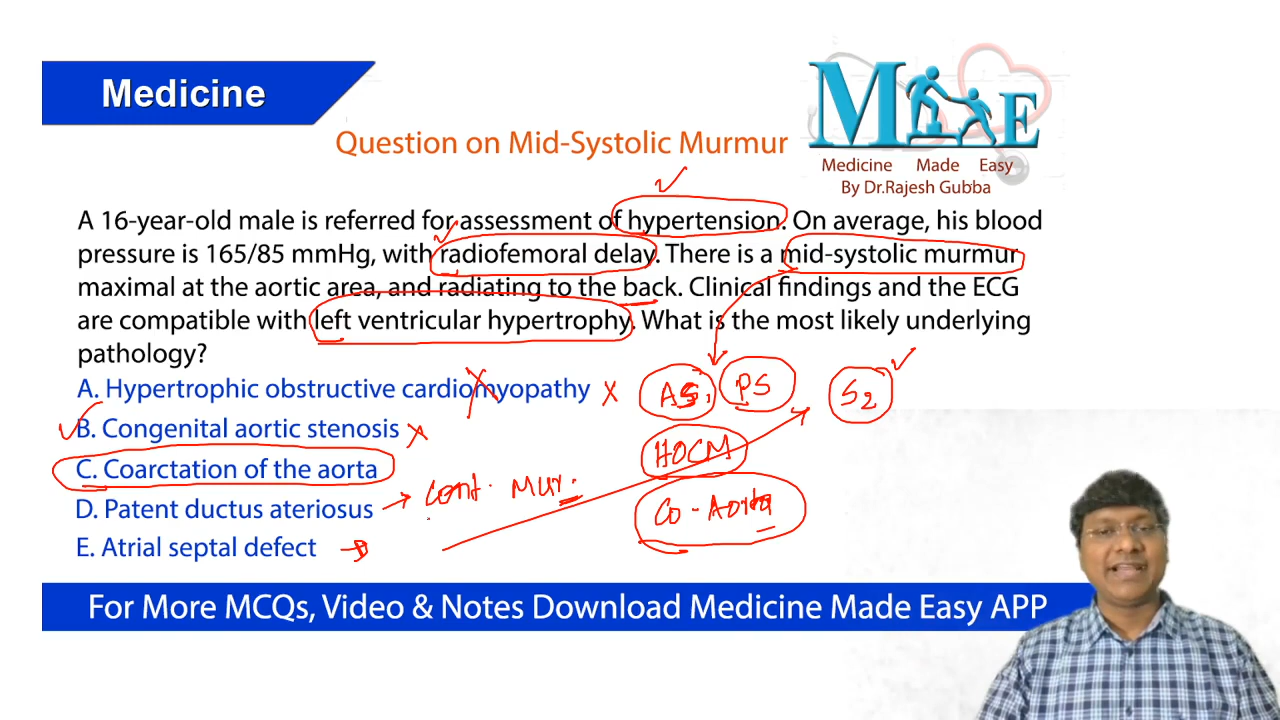 Medicine
Question on Mid-Systolic Murmur
M E
Medicine Made Easy
By Dr.Rajesh Gubba
A 16-year-old male is referred for assessment of hypertension. On average, his blood
pressure is 165/85 mmHg, with radiofemoral delay. There is a mid-systolic murmur
maximal at the aortic area, and radiating to the back. Clinical findings and the ECG
are compatible with left ventricular hypertrophy. What is the most likely underlying
pathology?
A. Hypertrophic obstructive cardiomyopathy
B. Congenital aortic stenosis
C. Coarctation of the aorta
D. Patent ductus ateriosus
E. Atrial septal defect
AS,
PS
S2
HOCM
Cont. Mur.
Co - Aorta
For More MCQs, Video & Notes Download Medicine Made Easy APP